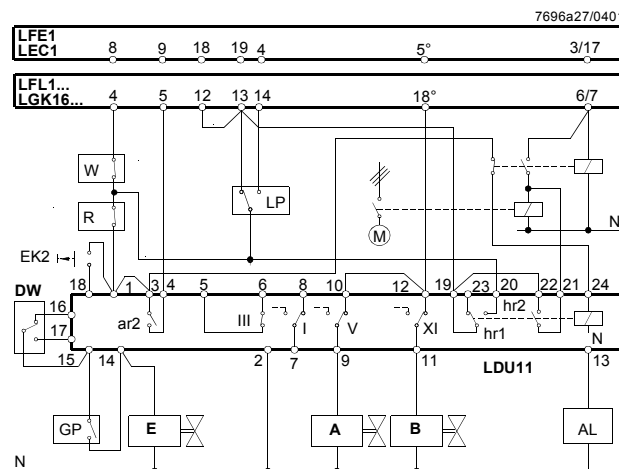 7696a27/0401
LFE1
LEC1
8 9 18 19 4 5° 3/17
LFL1...
LGK16...
4 5 12 13 14 18° 6/7
W
R
LP
M
N
EK2
DW
18 1 3 4 5 6 8 10 12 19 23 20 22 21 24
16
17
ar2 III I V XI hr1 hr2
N
15 14 2 7 9 11 LDU11 13
GP E A B AL
N